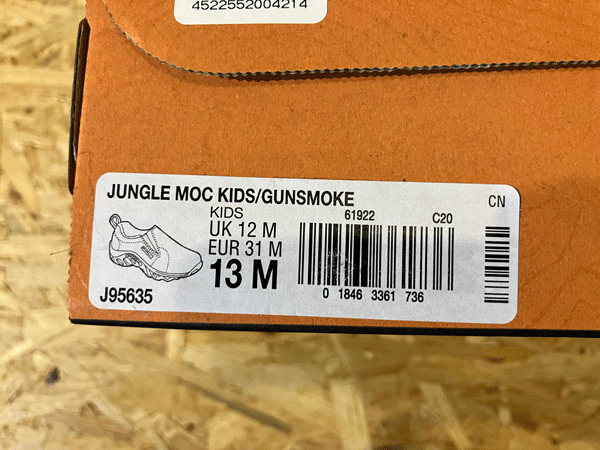 4522552004214
JUNGLE MOC KIDS/GUNSMOKE
CN
KIDS
61922 C20
UK 12 M
EUR 31 M
13 M
0 1846 3361 736
J95635